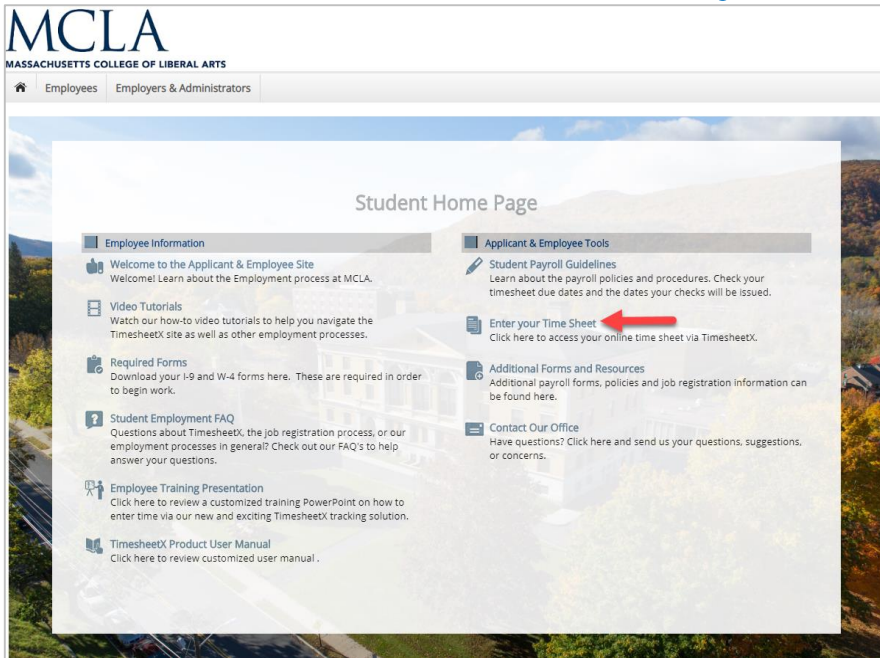 MCLA
MASSACHUSETTS COLLEGE OF LIBERAL ARTS
Employees Employers & Administrators
Student Home Page
Employee Information
Welcome to the Applicant & Employee Site
Welcome! Learn about the Employment process at MCLA.
Video Tutorials
Watch our how-to video tutorials to help you navigate the
TimesheetX site as well as other employment processes.
Required Forms
Download your I-9 and W-4 forms here. These are required in order
to begin work.
Student Employment FAQ
Questions about TimesheetX, the job registration process, or our
employment processes in general? Check out our FAQ's to help
answer your questions.
Employee Training Presentation
Click here to review a customized training PowerPoint on how to
enter time via our new and exciting TimesheetX tracking solution.
TimesheetX Product User Manual
Click here to review customized user manual .
Applicant & Employee Tools
Student Payroll Guidelines
Learn about the payroll policies and procedures. Check your
timesheet due dates and the dates your checks will be issued.
Enter your Time Sheet
Click here to access your online time sheet via TimesheetX.
Additional Forms and Resources
Additional payroll forms, policies and job registration information can
be found here.
Contact Our Office
Have questions? Click here and send us your questions, suggestions,
or concerns.